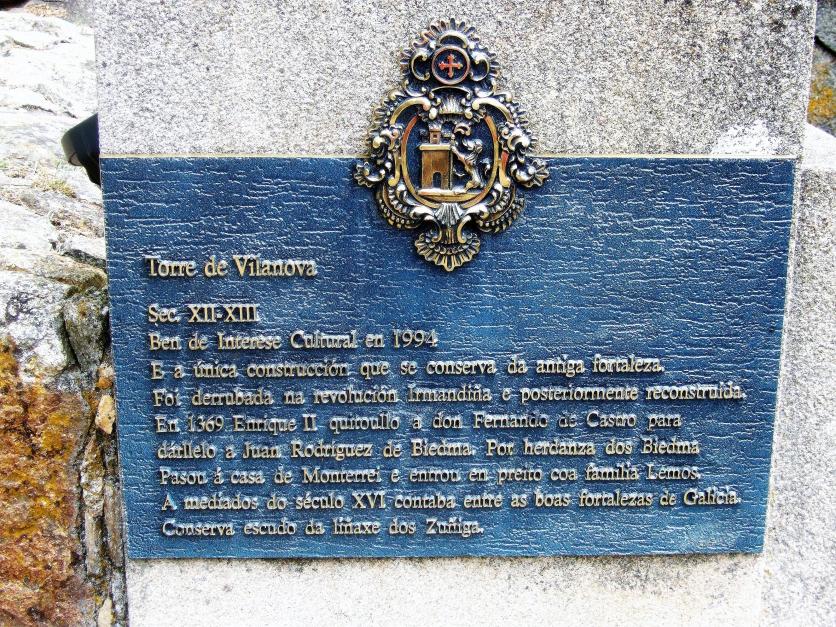 Torre de Vilanova
Sec. XII-XIII
Ben de Interese Cultural en 1994
E a única construcción que se conserva da antiga fortaleza.
Foi derrubada na revolución Irmandiña e posteriormente reconstruida.
En 1369 Enrique II quitoullo a don Fernando de Castro para
dárllelo a Juan Rodríguez de Biedma. Por herdanza dos Biedma
Pasou á casa de Monterrei e entrou en preito coa familia Lemos.
A mediados do século XVI contaba entre as boas fortalezas de Galicia.
Conserva escudo da liñaxe dos Zuñiga.